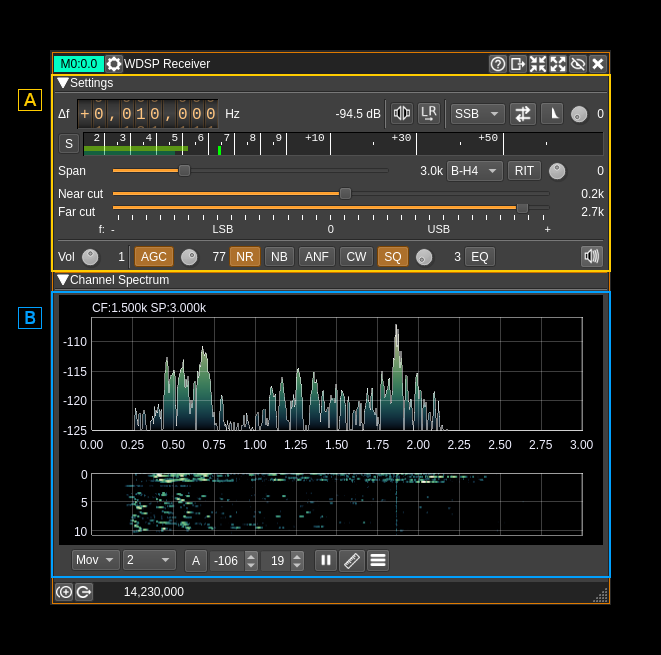 M0:0.0 WDSP Receiver
A
Settings
Δf +0,010,000 Hz -94.5 dB LR SSB 0
S 2 3 4 5 6 7 8 9 +10 +30 +50
Span 3.0k B-H4 RIT 0
Near cut 0.2k
Far cut 2.7k
f: - LSB 0 USB +
Vol 1 AGC 77 NR NB ANF CW SQ 3 EQ
Channel Spectrum
B
CF:1.500k SP:3.000k
-110
-115
-120
-125
0.00 0.25 0.50 0.75 1.00 1.25 1.50 1.75 2.00 2.25 2.50 2.75 3.00
0
5
10
Mov 2 A -106 19
14,230,000